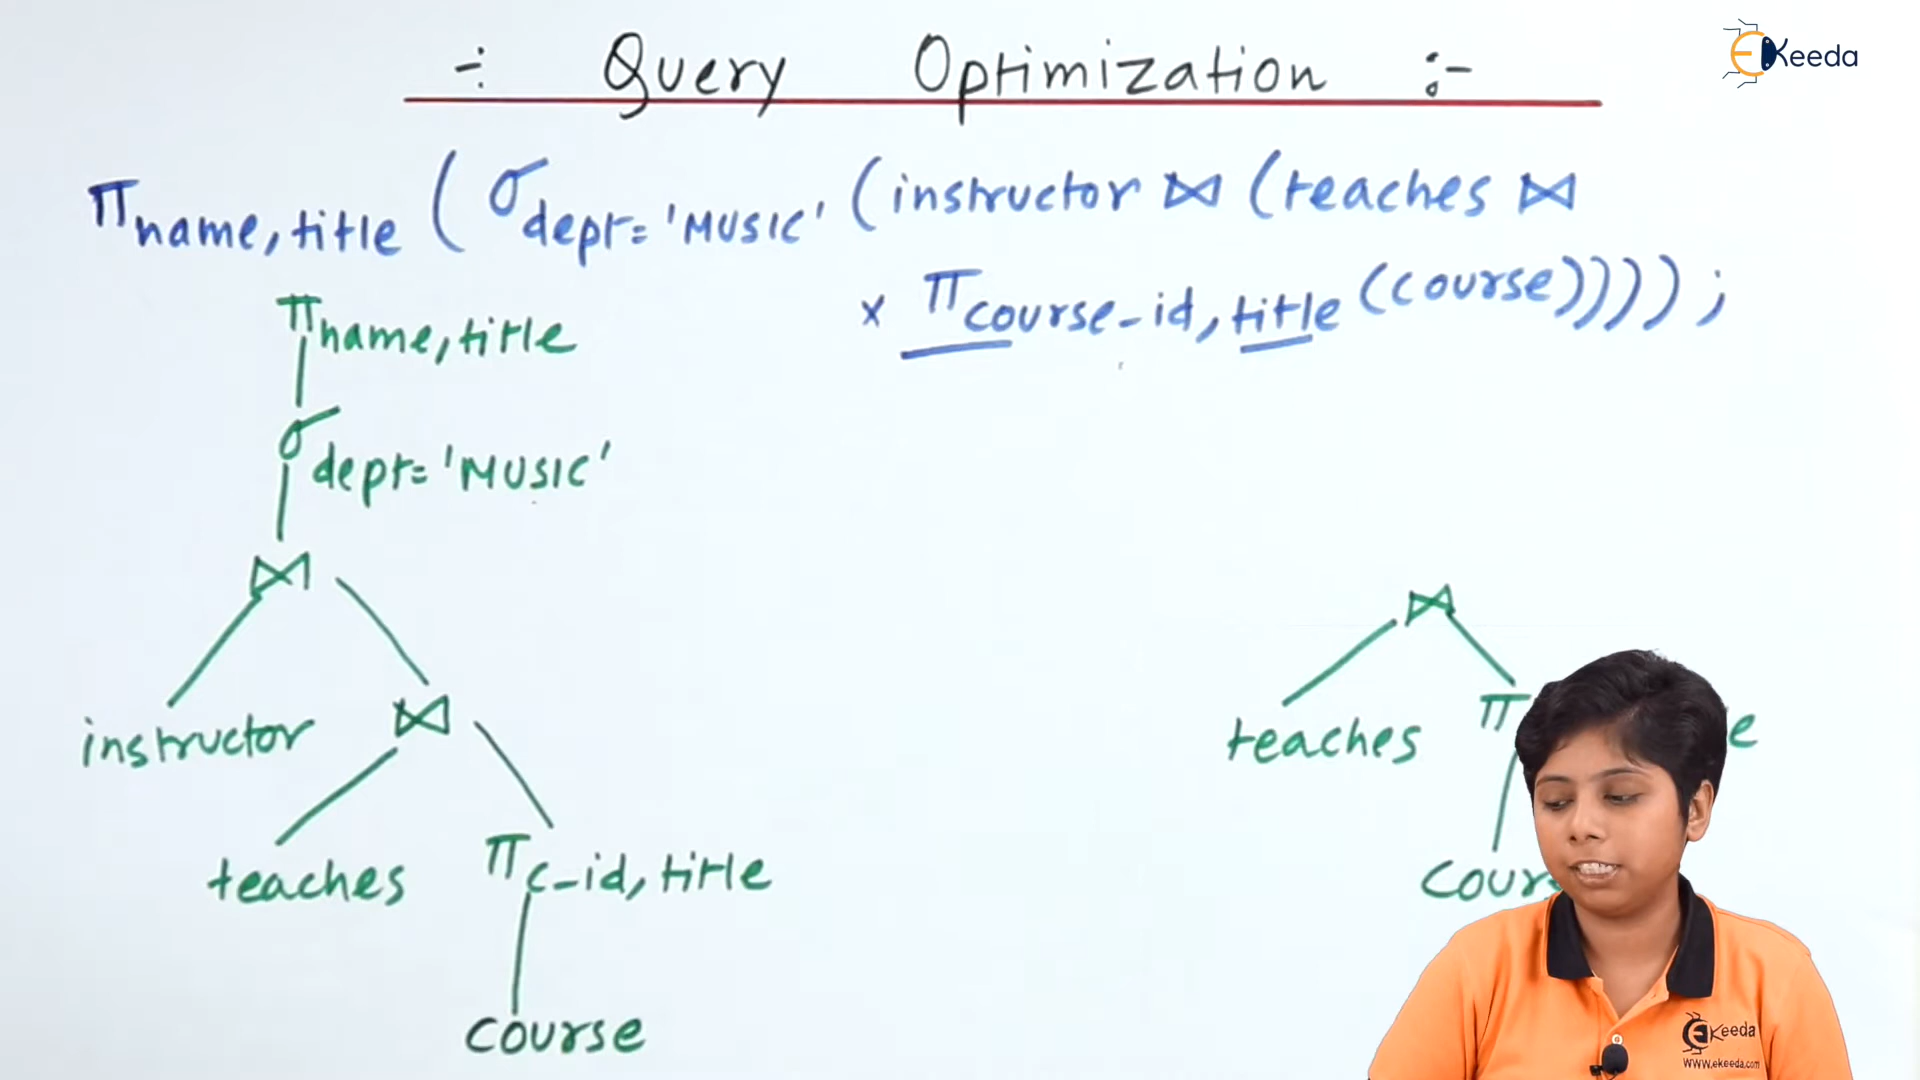 Keeda
÷ Query Optimization :-
π name, title (σ dept= 'MUSIC' (instructor ⋈ (teaches ⋈
x π course-id, title (course)))) ;
π name, title
σ dept= 'MUSIC'
⋈
⋈
instructor
⋈
teaches
π
e
teaches
π c-id, title
course
Keeda
www.ekeeda.com